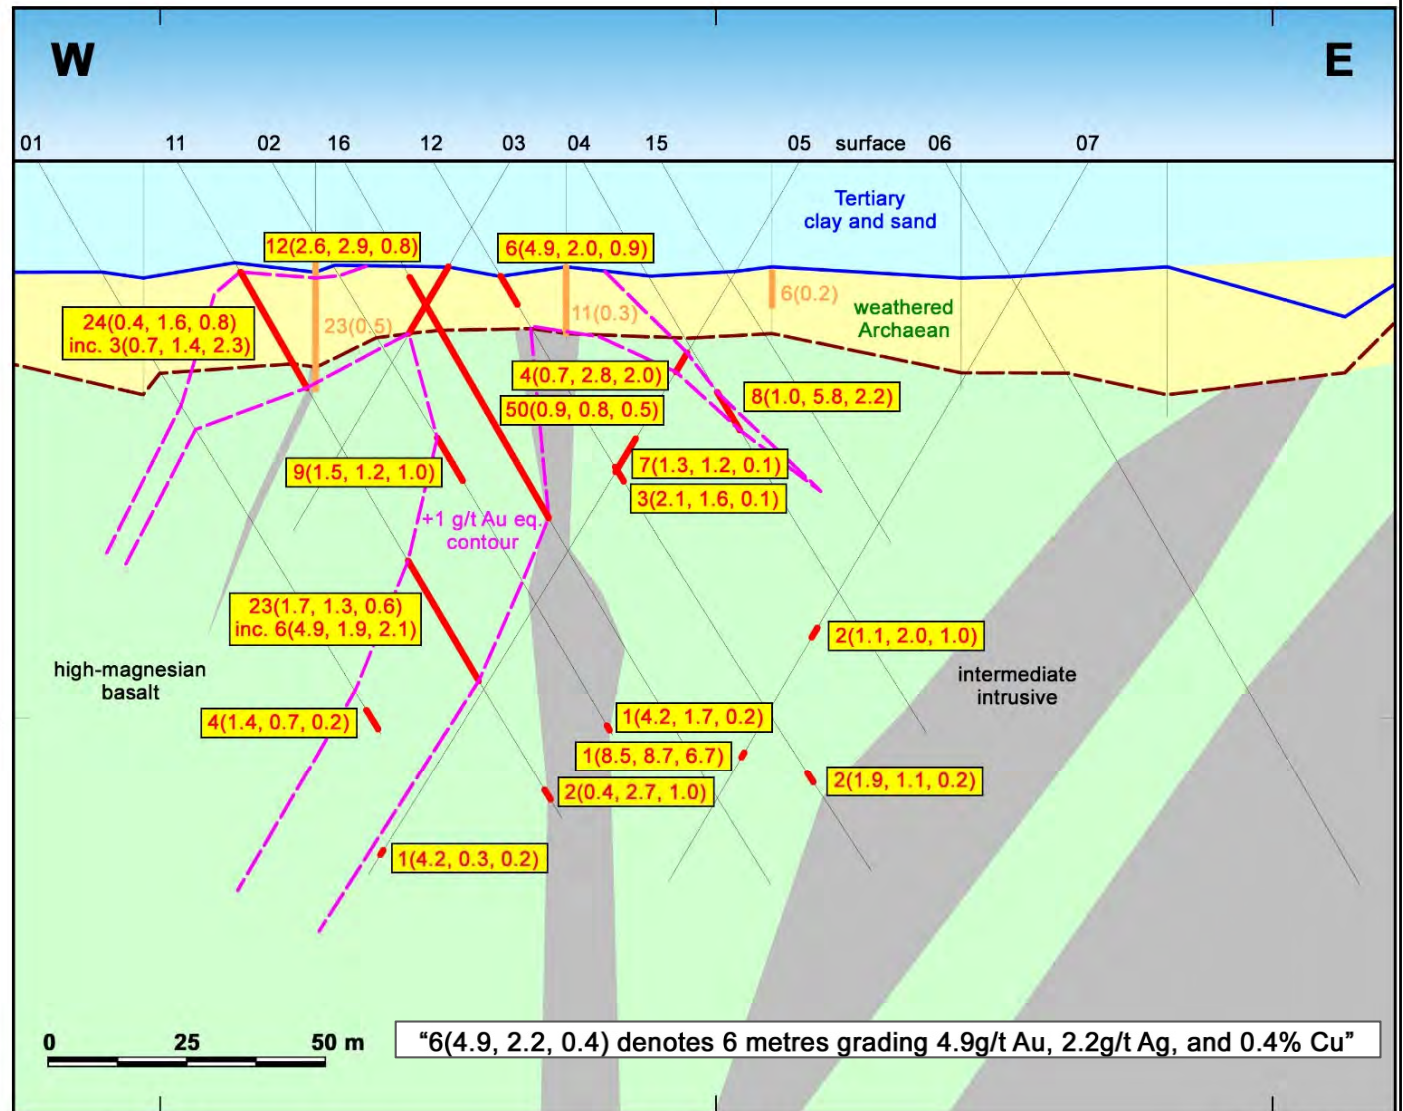 W
E
01
11
02
16
12
03
04
15
05
surface
06
07
Tertiary
clay and sand
12(2.6, 2.9, 0.8)
6(4.9, 2.0, 0.9)
6(0.2)
24(0.4, 1.6, 0.8)
inc. 3(0.7, 1.4, 2.3)
23(0.5)
11(0.3)
weathered
Archaean
4(0.7, 2.8, 2.0)
8(1.0, 5.8, 2.2)
50(0.9, 0.8, 0.5)
9(1.5, 1.2, 1.0)
7(1.3, 1.2, 0.1)
3(2.1, 1.6, 0.1)
+1 g/t Au eq.
contour
23(1.7, 1.3, 0.6)
inc. 6(4.9, 1.9, 2.1)
2(1.1, 2.0, 1.0)
high-magnesian
basalt
intermediate
intrusive
4(1.4, 0.7, 0.2)
1(4.2, 1.7, 0.2)
1(8.5, 8.7, 6.7)
2(0.4, 2.7, 1.0)
2(1.9, 1.1, 0.2)
1(4.2, 0.3, 0.2)
0 25 50 m
“6(4.9, 2.2, 0.4) denotes 6 metres grading 4.9g/t Au, 2.2g/t Ag, and 0.4% Cu”